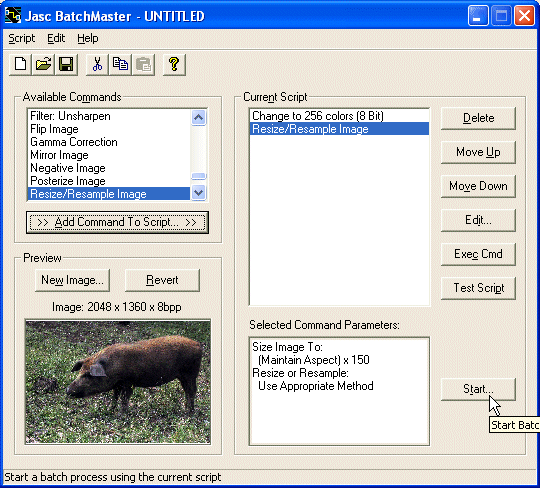 Jasc BatchMaster - UNTITLED
Script Edit Help
Available Commands
Filter: Unsharpen
Flip Image
Gamma Correction
Mirror Image
Negative Image
Posterize Image
Resize/Resample Image
>> Add Command To Script... >>
Preview
New Image... Revert
Image: 2048 x 1360 x 8bpp
Current Script
Change to 256 colors (8 Bit)
Resize/Resample Image
Delete
Move Up
Move Down
Edit...
Exec Cmd
Test Script
Selected Command Parameters:
Size Image To:
(Maintain Aspect) x 150
Resize or Resample:
Use Appropriate Method
Start...
Start Batc
Start a batch process using the current script